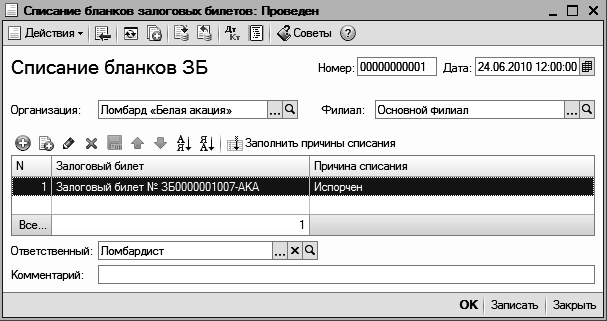 Списание бланков залоговых билетов: Проведен
Действия Дт Кт Советы ?
Списание бланков ЗБ Номер: 00000000001 Дата: 24.06.2010 12:00:00
Организация: Ломбард «Белая акация» ... Филиал: Основной филиал ...
А Я Я А Заполнить причины списания
N Залоговый билет Причина списания
1 Залоговый билет № ЗБ0000001007-АКА Испорчен
Все... 1
Ответственный: Ломбардист ...
Комментарий:
OK Записать Закрыть